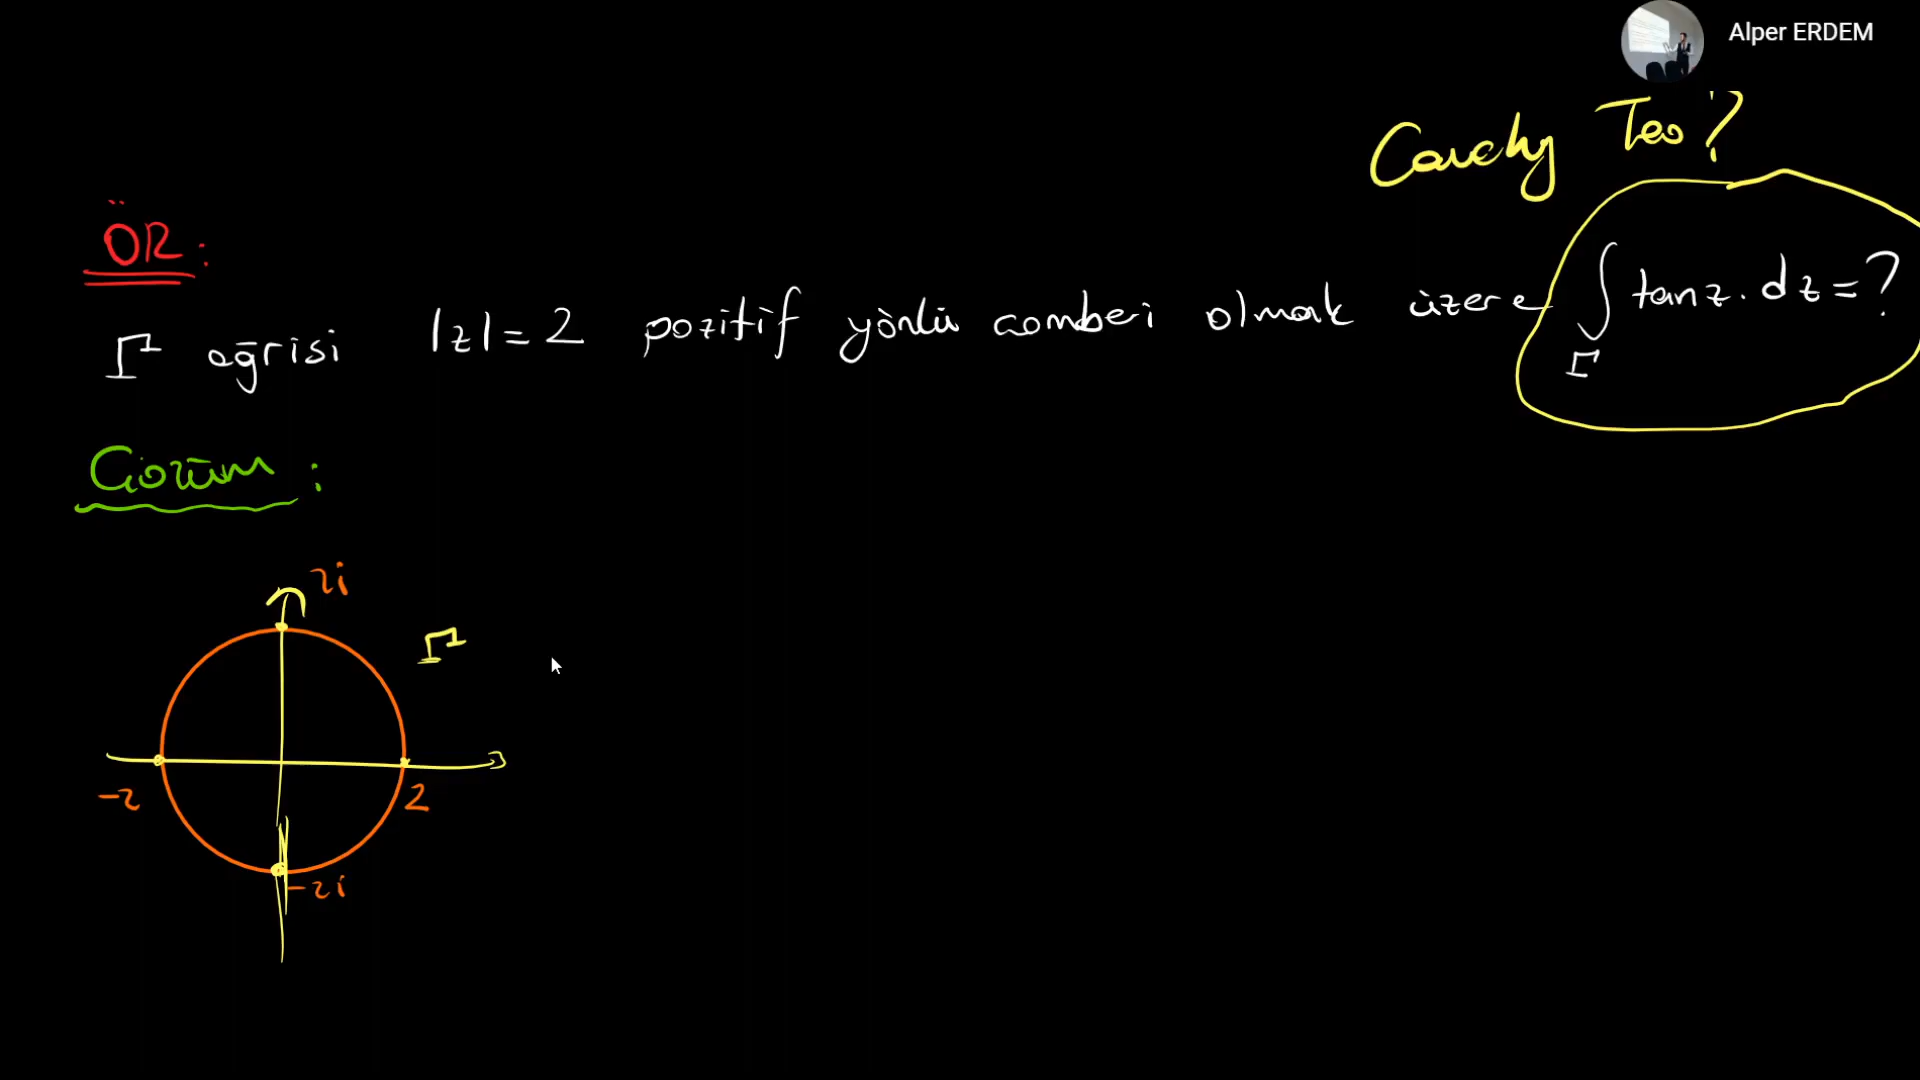 Alper ERDEM
Cauchy Teo?
ÖR:
Γ eğrisi |z| = 2 pozitif yönlü çemberi olmak üzere ∫Γ tanz . dz = ?
Çözüm :
2i
Γ
-2
2
-2i